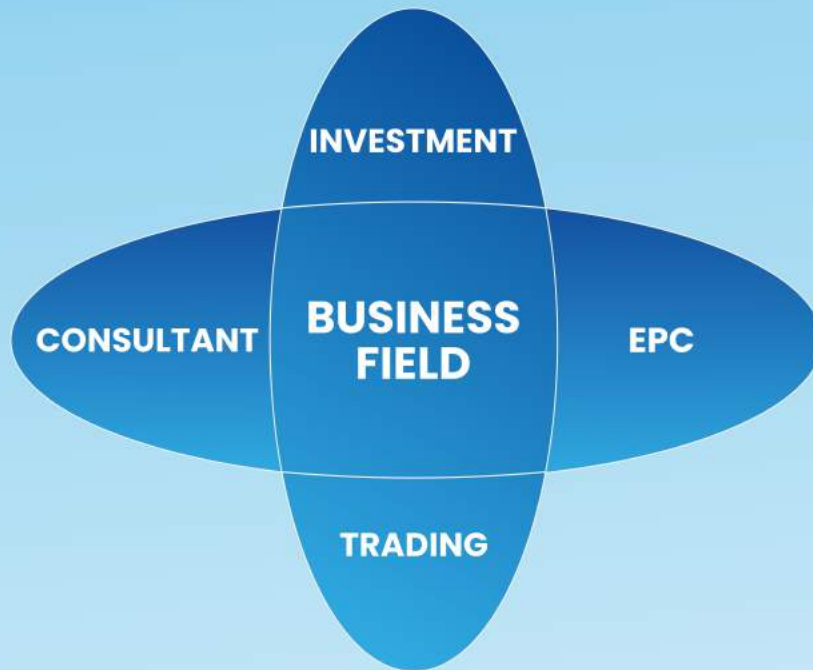 INVESTMENT
CONSULTANT
BUSINESS
FIELD
EPC
TRADING